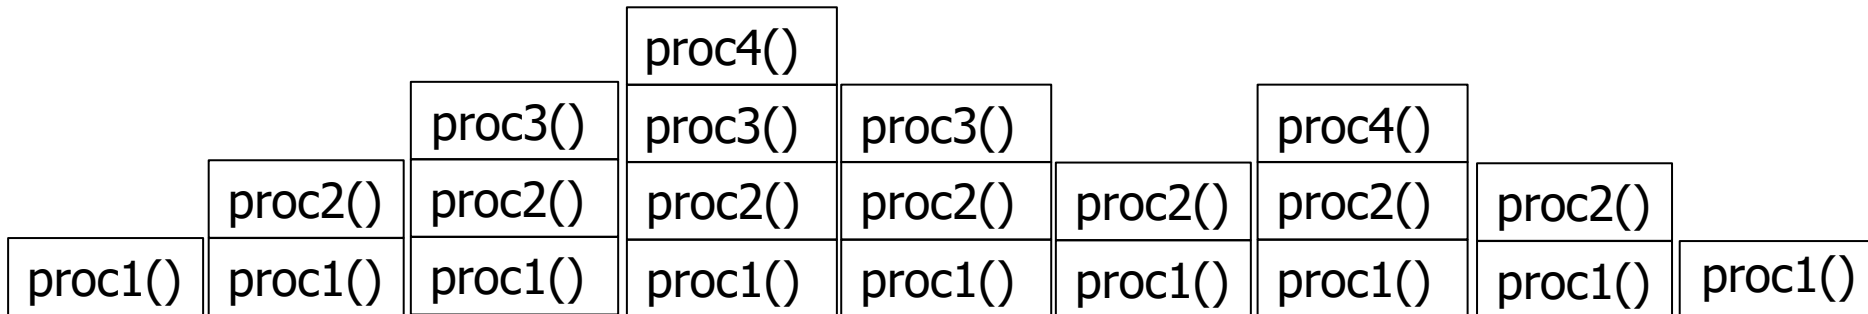 proc4()
proc3() proc3() proc3() proc4()
proc2() proc2() proc2() proc2() proc2() proc2() proc2()
proc1() proc1() proc1() proc1() proc1() proc1() proc1() proc1() proc1()